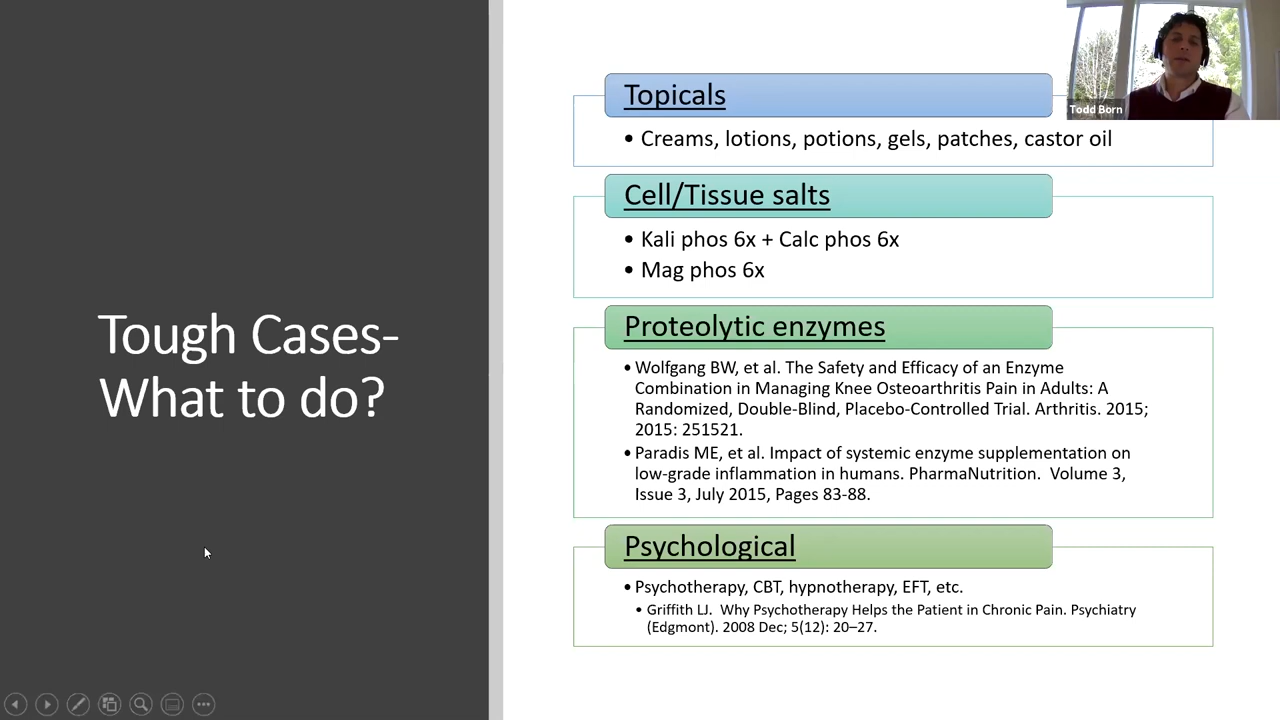 Tough Cases-
What to do?
Topicals
• Creams, lotions, potions, gels, patches, castor oil
Cell/Tissue salts
• Kali phos 6x + Calc phos 6x
• Mag phos 6x
Proteolytic enzymes
• Wolfgang BW, et al. The Safety and Efficacy of an Enzyme
Combination in Managing Knee Osteoarthritis Pain in Adults: A
Randomized, Double-Blind, Placebo-Controlled Trial. Arthritis. 2015;
2015: 251521.
• Paradis ME, et al. Impact of systemic enzyme supplementation on
low-grade inflammation in humans. PharmaNutrition. Volume 3,
Issue 3, July 2015, Pages 83-88.
Psychological
• Psychotherapy, CBT, hypnotherapy, EFT, etc.
• Griffith LJ. Why Psychotherapy Helps the Patient in Chronic Pain. Psychiatry
(Edgmont). 2008 Dec; 5(12): 20–27.
Todd Born